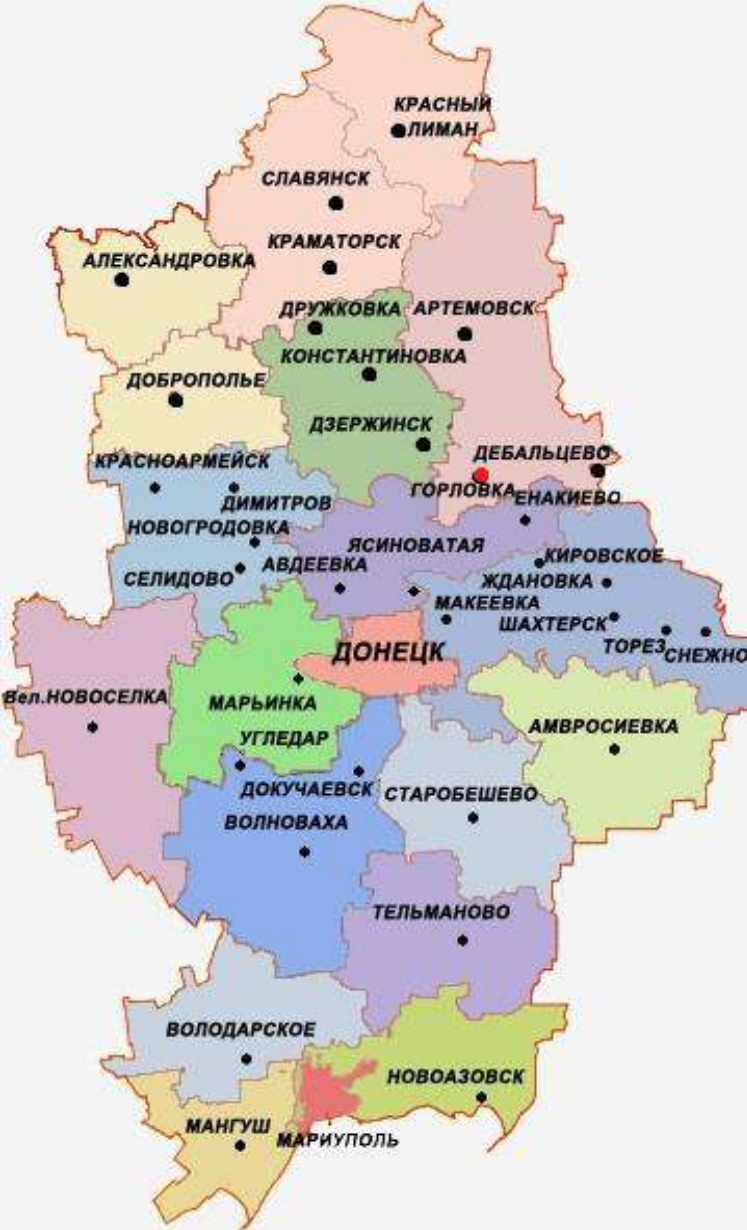 КРАСНЫЙ
ЛИМАН
СЛАВЯНСК
КРАМАТОРСК
АЛЕКСАНДРОВКА
ДРУЖКОВКА
АРТЕМОВСК
КОНСТАНТИНОВКА
ДОБРОПОЛЬЕ
ДЗЕРЖИНСК
ДЕБАЛЬЦЕВО
КРАСНОАРМЕЙСК
ГОРЛОВКА
ЕНАКИЕВО
ДИМИТРОВ
НОВОГРОДОВКА
ЯСИНОВАТАЯ
КИРОВСКОЕ
АВДЕЕВКА
СЕЛИДОВО
ЖДАНОВКА
МАКЕЕВКА
ШАХТЕРСК
ТОРЕЗ
СНЕЖНО
ДОНЕЦК
Вел.НОВОСЕЛКА
МАРЬИНКА
АМВРОСИЕВКА
УГЛЕДАР
ДОКУЧАЕВСК
СТАРОБЕШЕВО
ВОЛНОВАХА
ТЕЛЬМАНОВО
ВОЛОДАРСКОЕ
НОВОАЗОВСК
МАНГУШ
МАРИУПОЛЬ